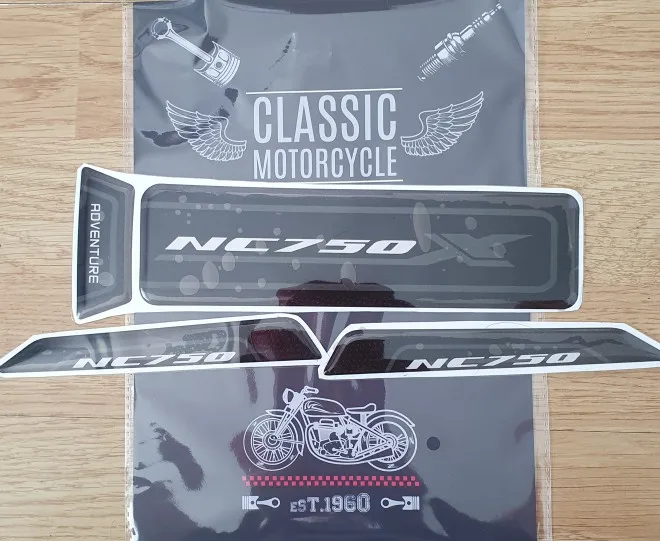 CLASSIC
MOTORCYCLE
ADVENTURE
NC750X
NC750
NC750
EST.1960